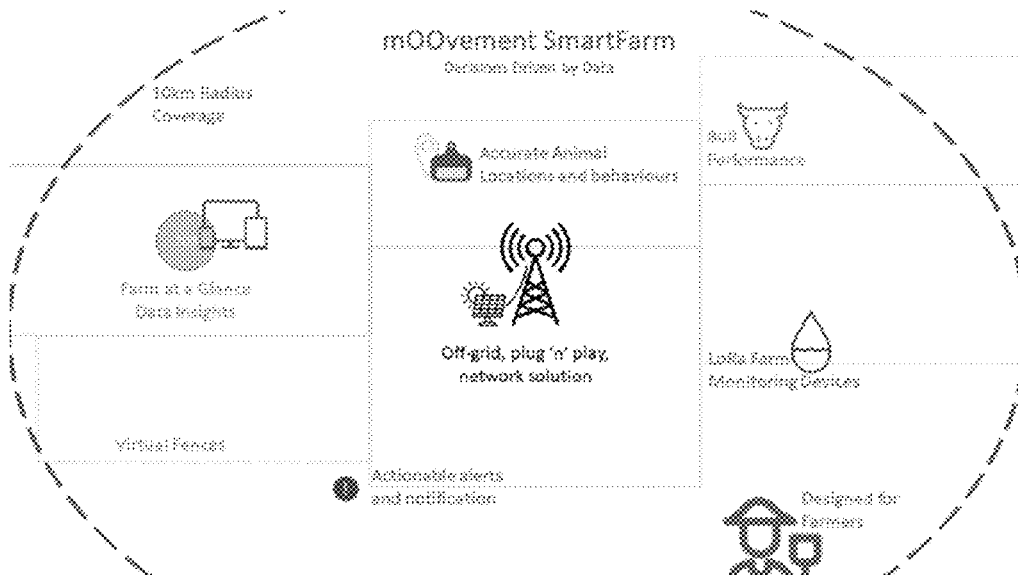 mOOvement SmartFarm
Decisions Driven by Data
10km Radius
Coverage
Accurate Animal
Locations and behaviours
Bull
Performance
Farm at a Glance
Data Insights
Off-grid, plug 'n' play,
network solution
LoRa Farm
Monitoring Devices
Virtual Fences
Actionable alerts
and notification
Designed for
Farmers